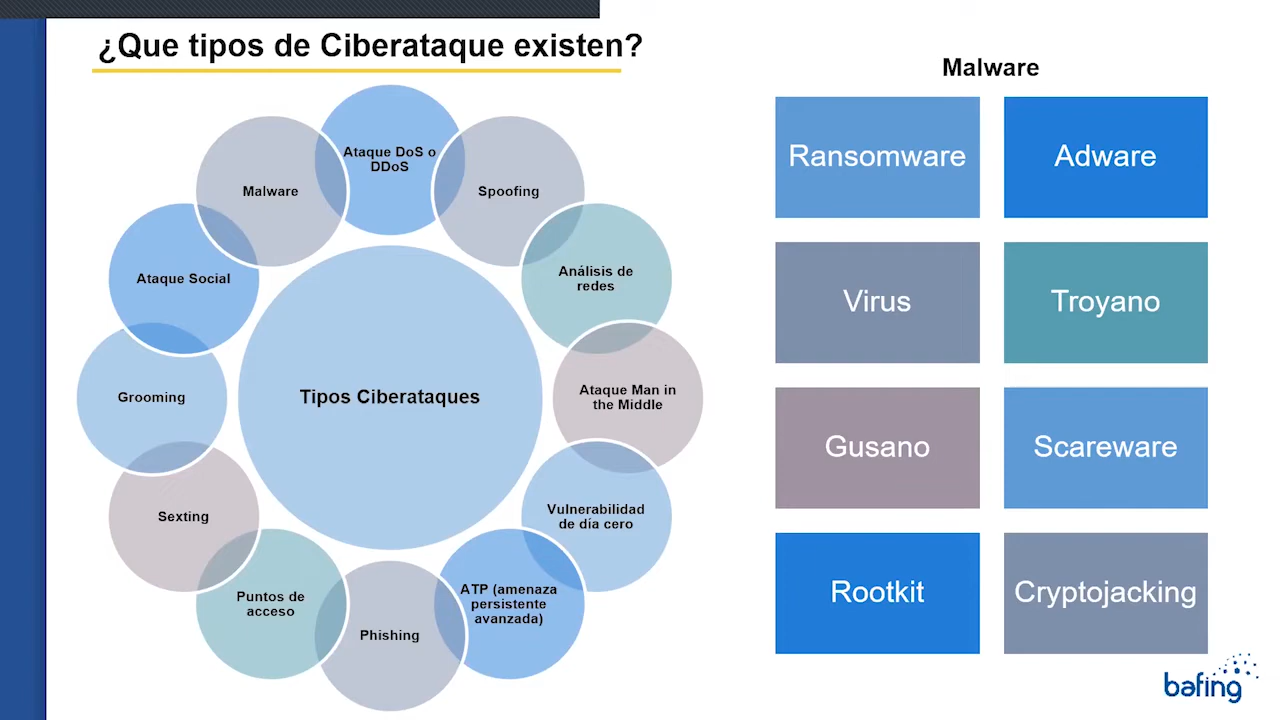 ¿Que tipos de Ciberataque existen?
Ataque DoS o
DDoS
Spoofing
Análisis de
redes
Ataque Man in
the Middle
Vulnerabilidad
de día cero
ATP (amenaza
persistente
avanzada)
Phishing
Puntos de
acceso
Sexting
Grooming
Ataque Social
Malware
Tipos Ciberataques
Malware
Ransomware
Adware
Virus
Troyano
Gusano
Scareware
Rootkit
Cryptojacking
bafing